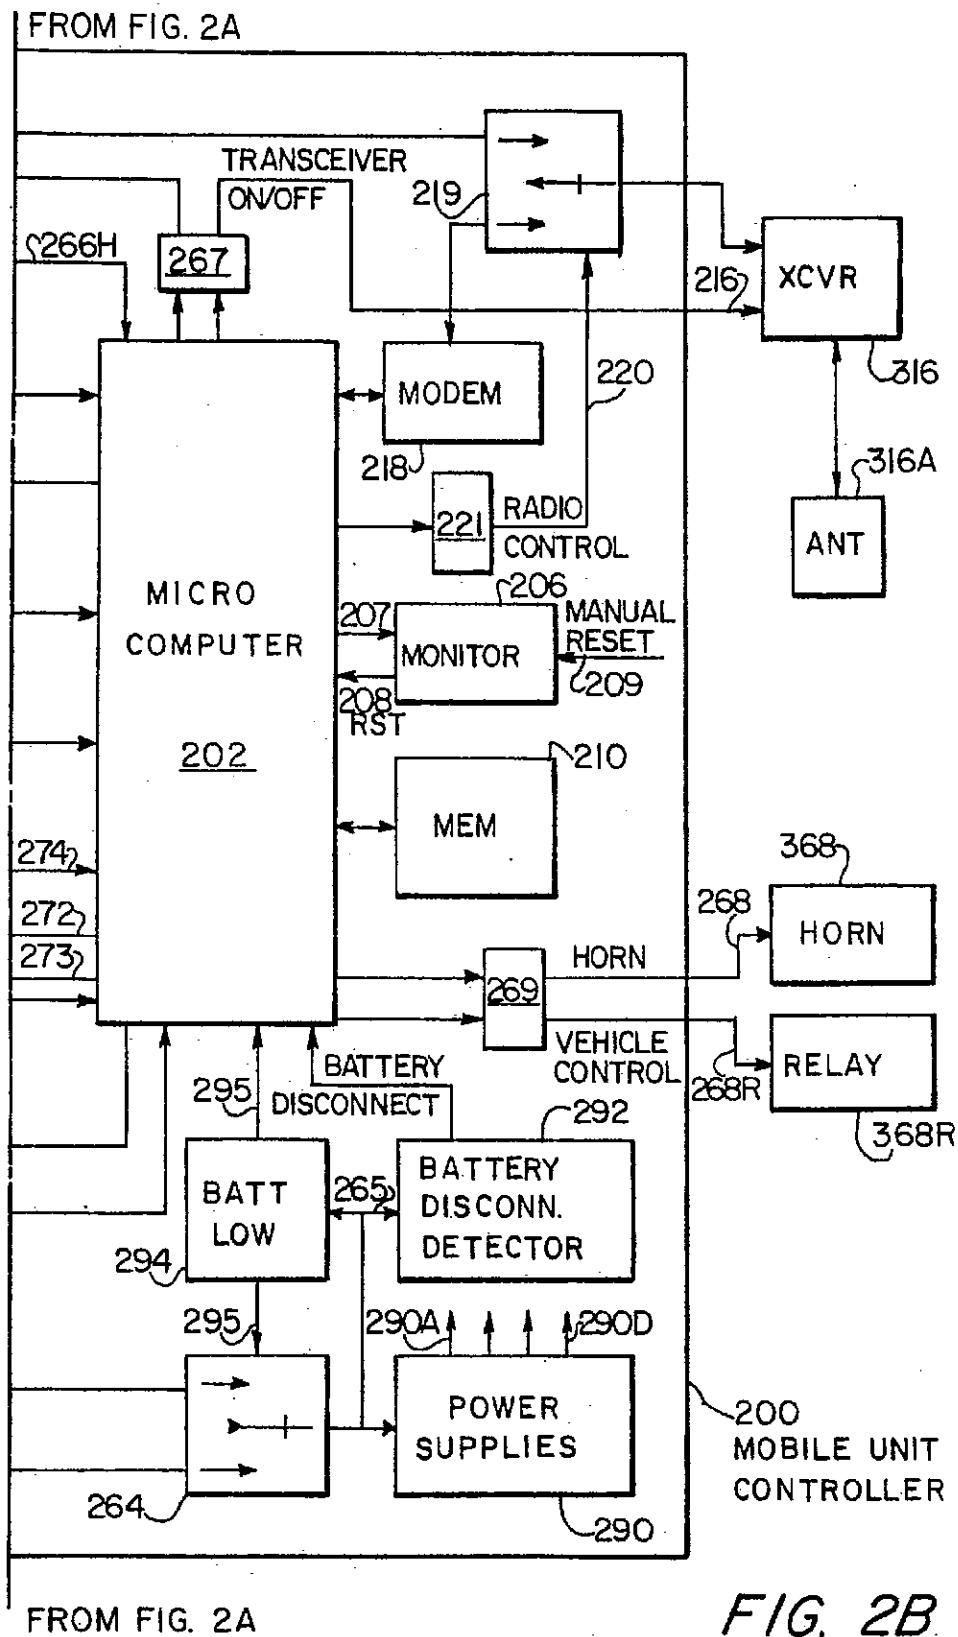 FROM FIG. 2A
TRANSCEIVER
ON/OFF
219
266H
267
216
XCVR
316
220
MODEM
218
316A
221
RADIO
CONTROL
ANT
206
MICRO
COMPUTER
202
207
MONITOR
MANUAL
RESET
209
208
RST
210
MEM
274
272
273
368
268
HORN
HORN
269
VEHICLE
CONTROL
268R
RELAY
368R
BATTERY
DISCONNECT
295
292
BATT
LOW
294
265
BATTERY
DISCONN.
DETECTOR
295
290A
290D
POWER
SUPPLIES
264
290
200
MOBILE UNIT
CONTROLLER
FROM FIG. 2A
FIG. 2B